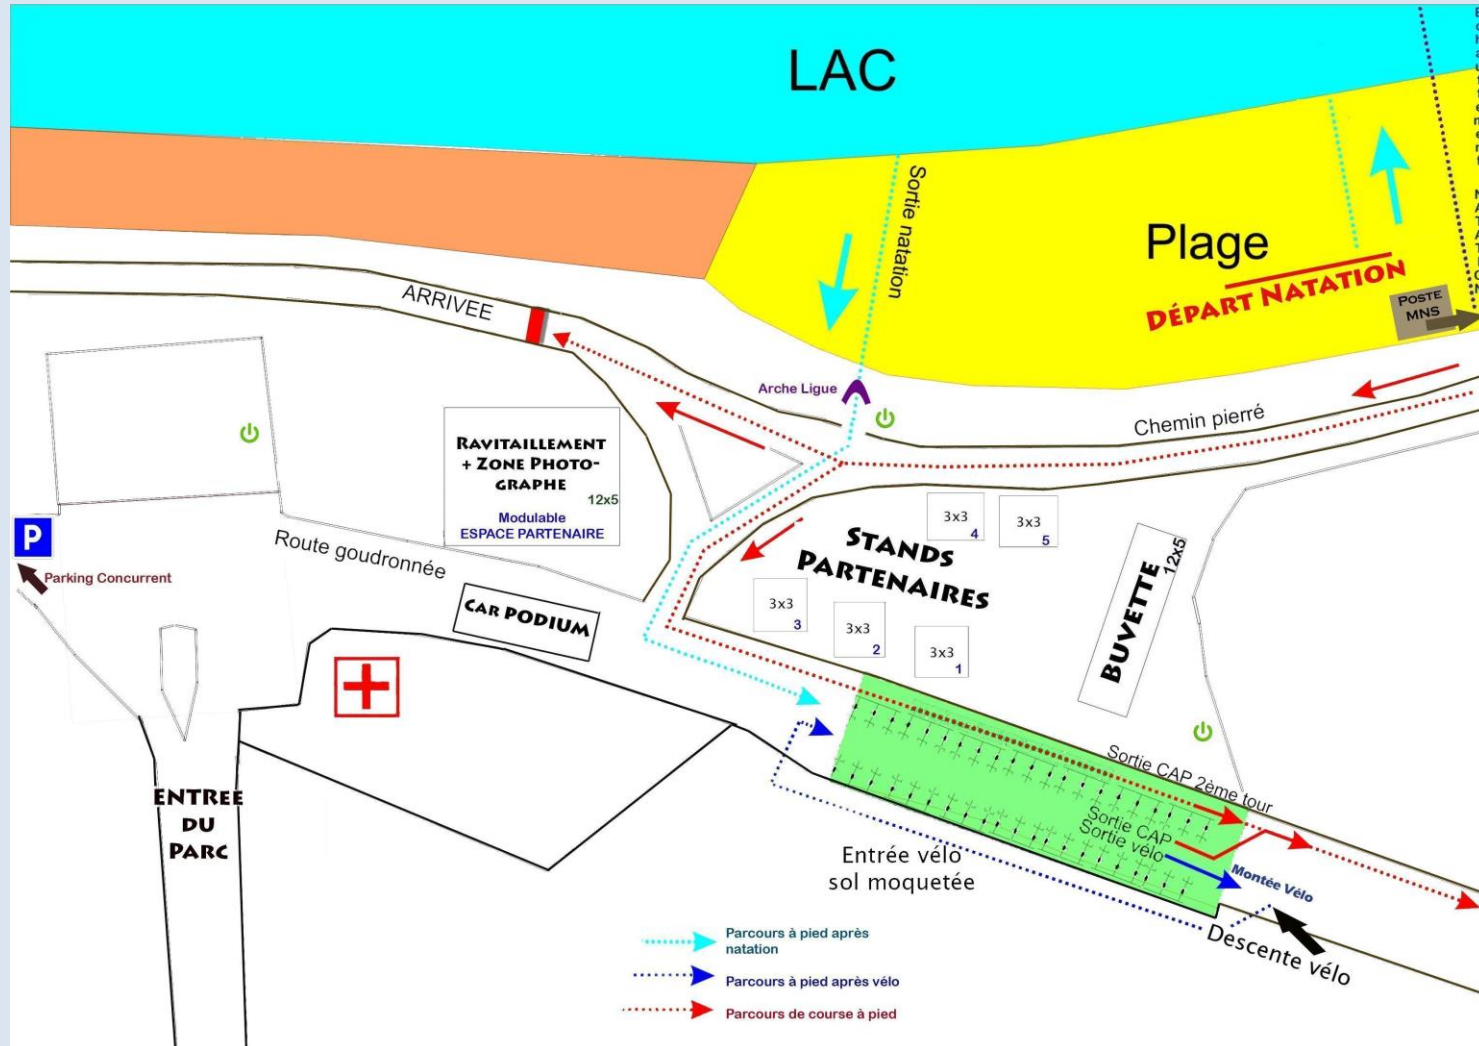 LAC
Sortie natation
Plage
DÉPART NATATION
POSTE
MNS
ARRIVEE
Arche Ligue
Chemin pierré
RAVITAILLEMENT
+ ZONE PHOTO-
GRAPHE
12x5
Modulable
ESPACE PARTENAIRE
3x3
4
3x3
5
STANDS
PARTENAIRES
BUVETTE
12x5
P
Parking Concurrent
Route goudronnée
CAR PODIUM
3x3
3
3x3
2
3x3
1
Sortie CAP 2ème tour
ENTREE
DU
PARC
Sortie CAP
Sortie vélo
Montée Vélo
Entrée vélo
sol moquetée
Descente vélo
Parcours à pied après
natation
Parcours à pied après vélo
Parcours de course à pied